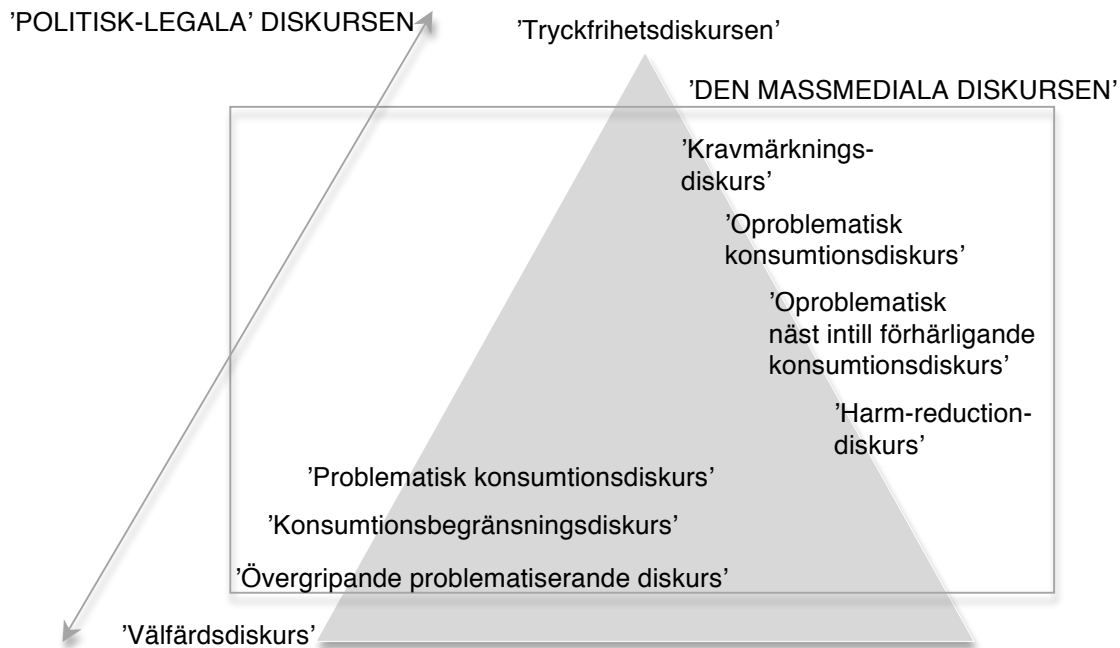 ’POLITISK-LEGALA’ DISKURSEN
’Tryckfrihetsdiskursen’
’DEN MASSMEDIALA DISKURSEN’
’Kravmärknings-
diskurs’
’Oproblematisk
konsumtionsdiskurs’
’Oproblematisk
näst intill förhärligande
konsumtionsdiskurs’
’Harm-reduction-
diskurs’
’Problematisk konsumtionsdiskurs’
’Konsumtionsbegränsningsdiskurs’
’Övergripande problematiserande diskurs’
’Välfärdsdiskurs’